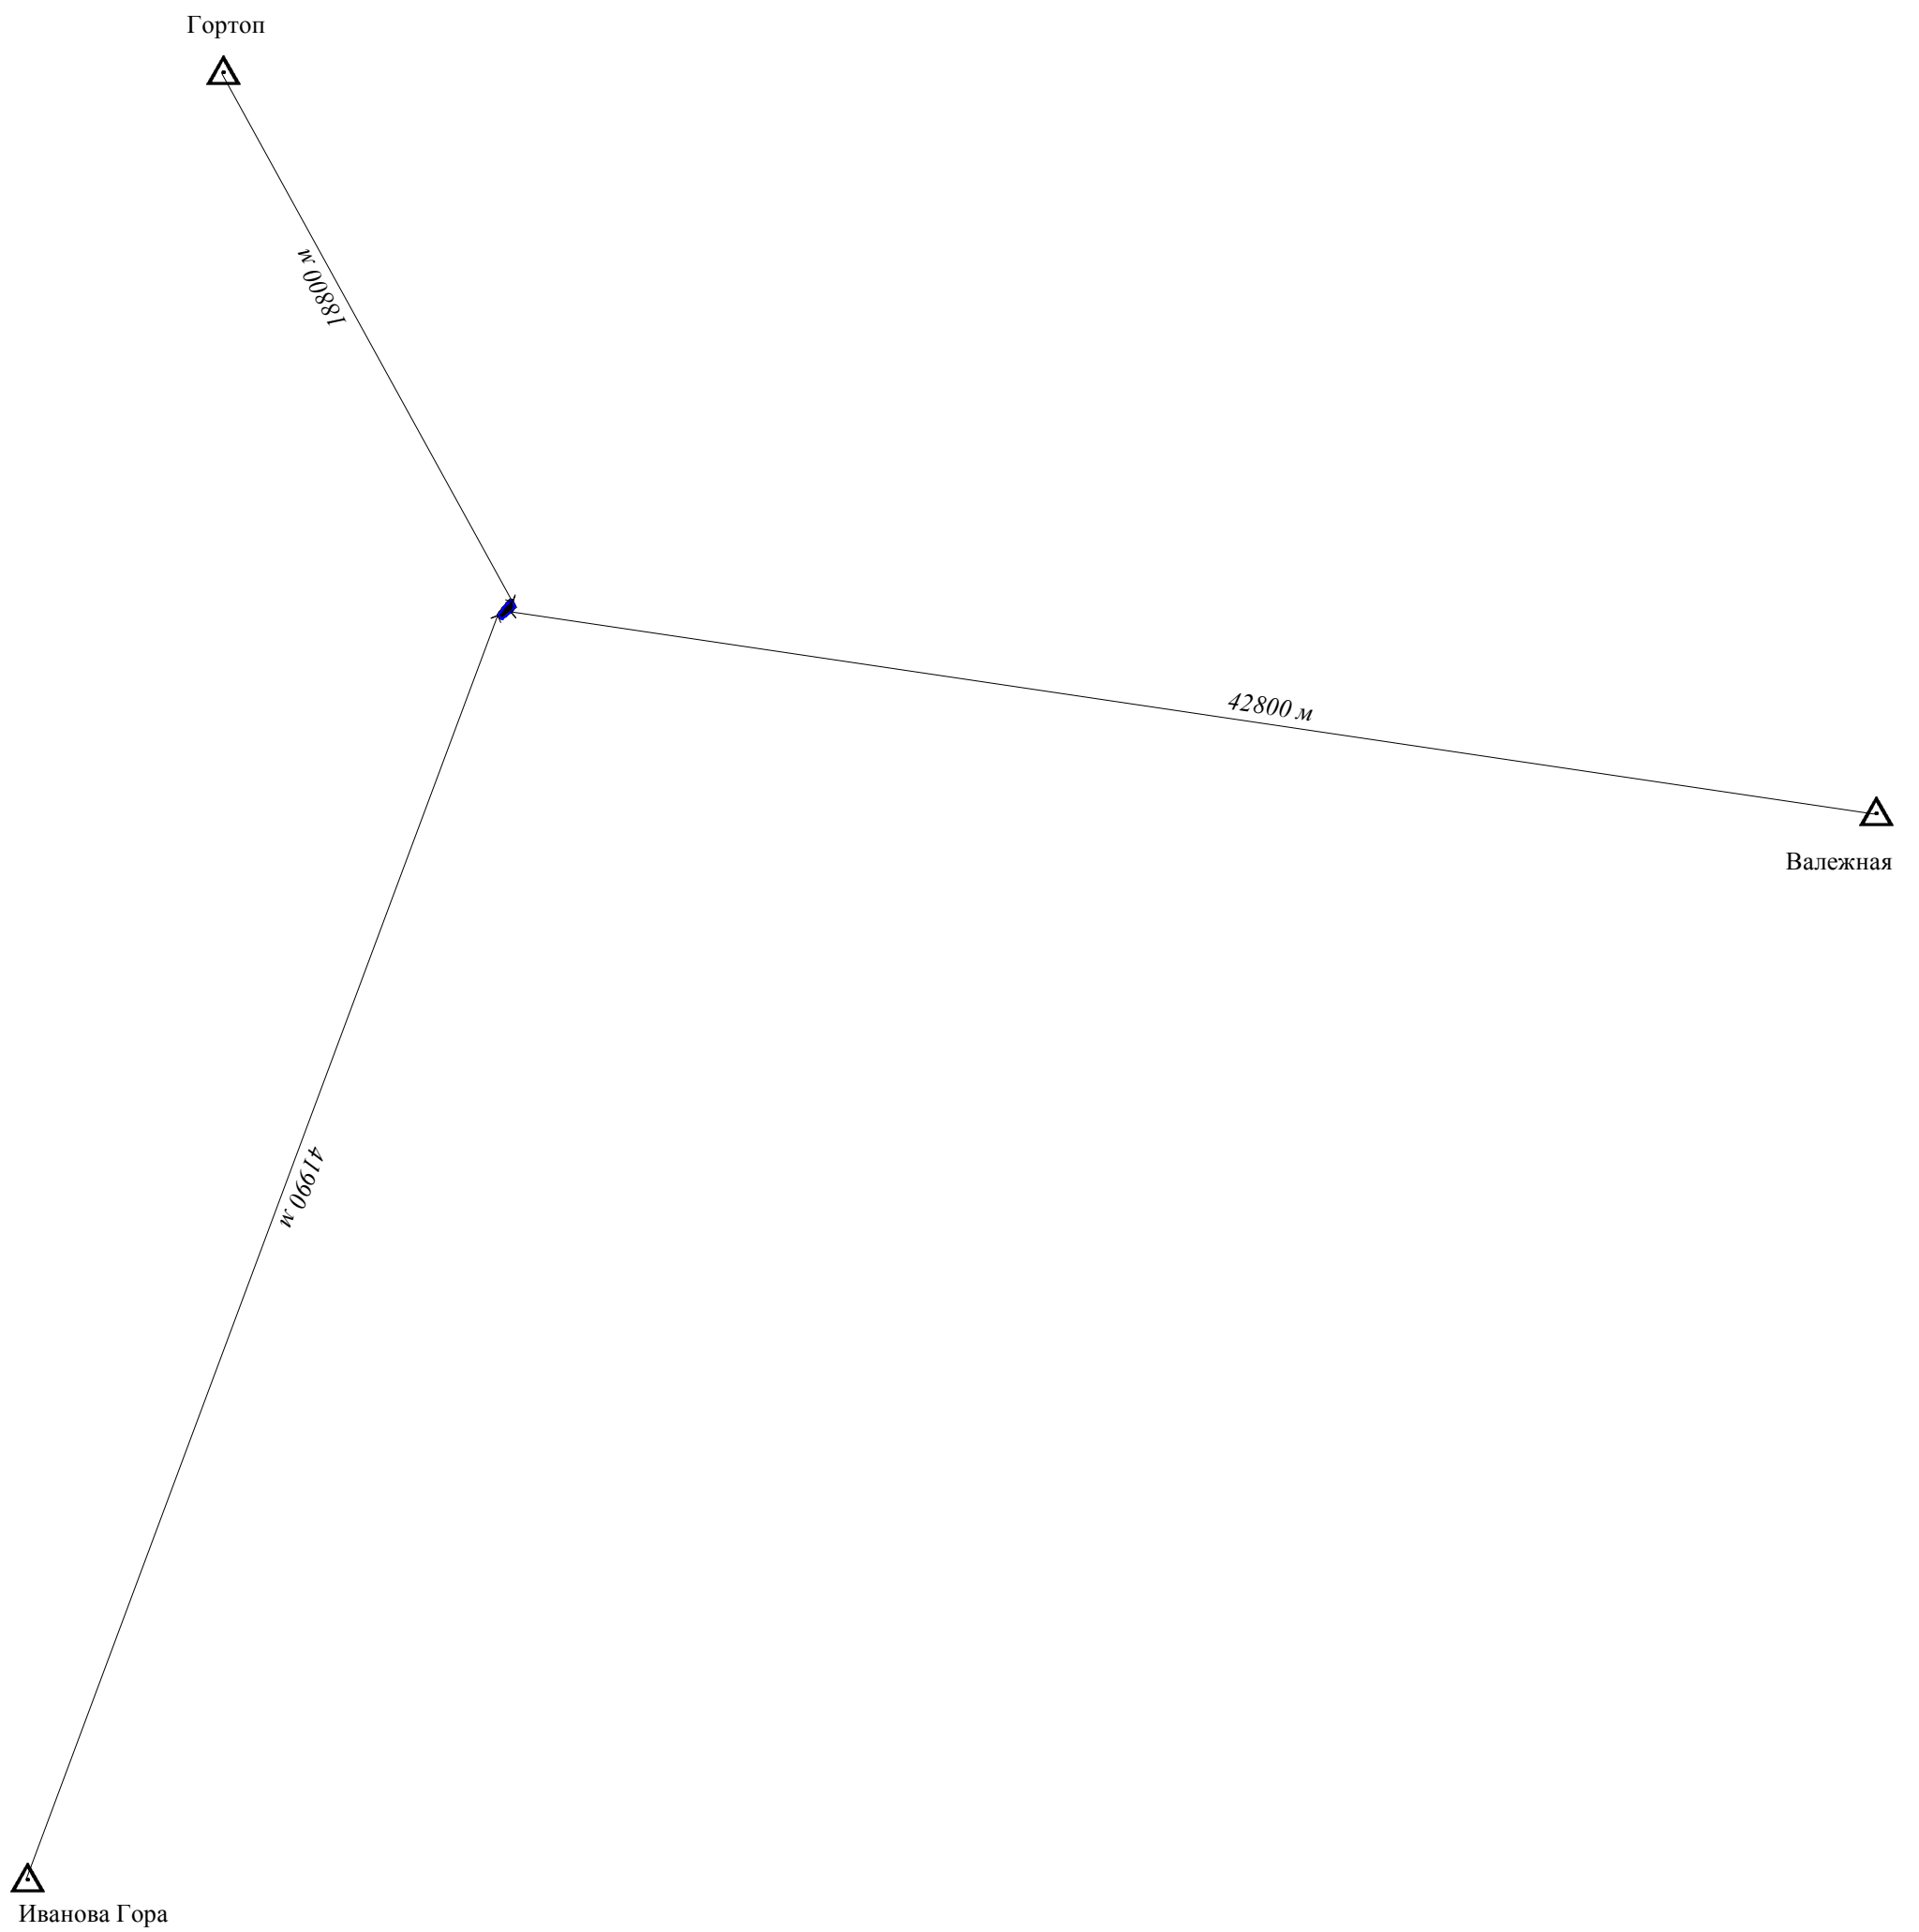 Гортоп
18800 м
42800 м
Валежная
41990 м
Иванова Гора